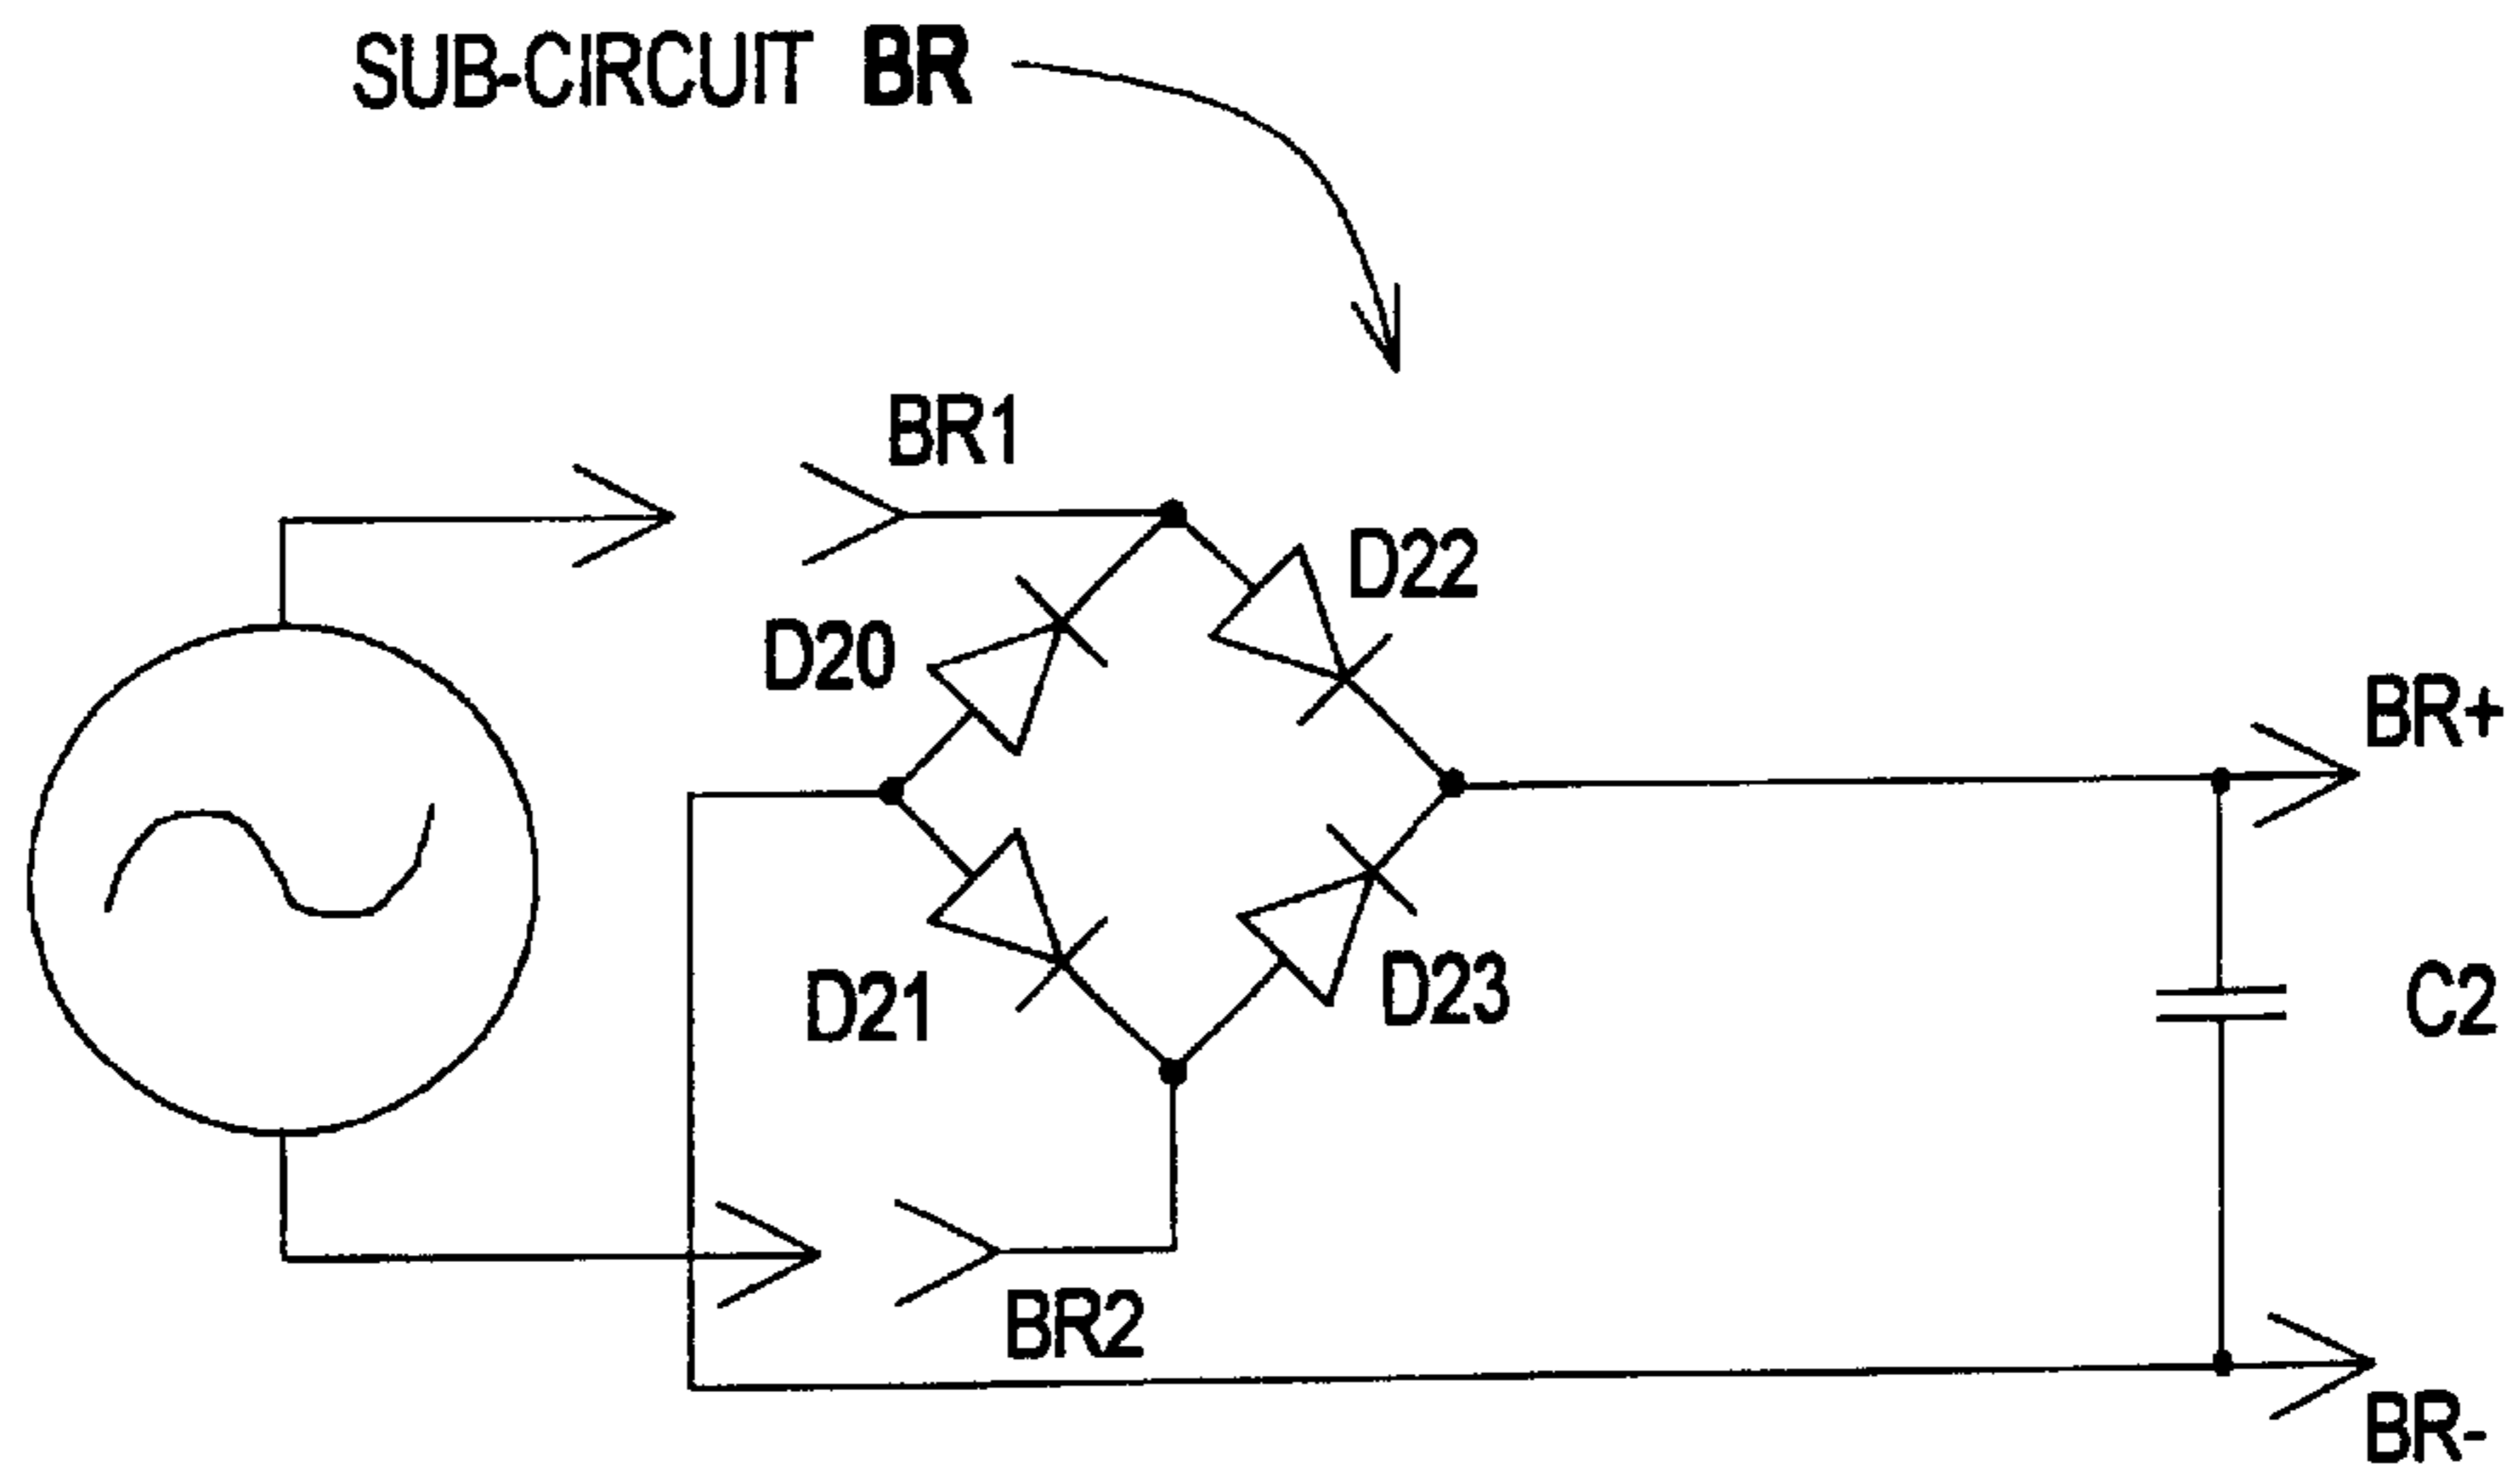 SUB-CIRCUIT BR
BR1
D22
D20
BR+
D21
D23
C2
BR2
BR-